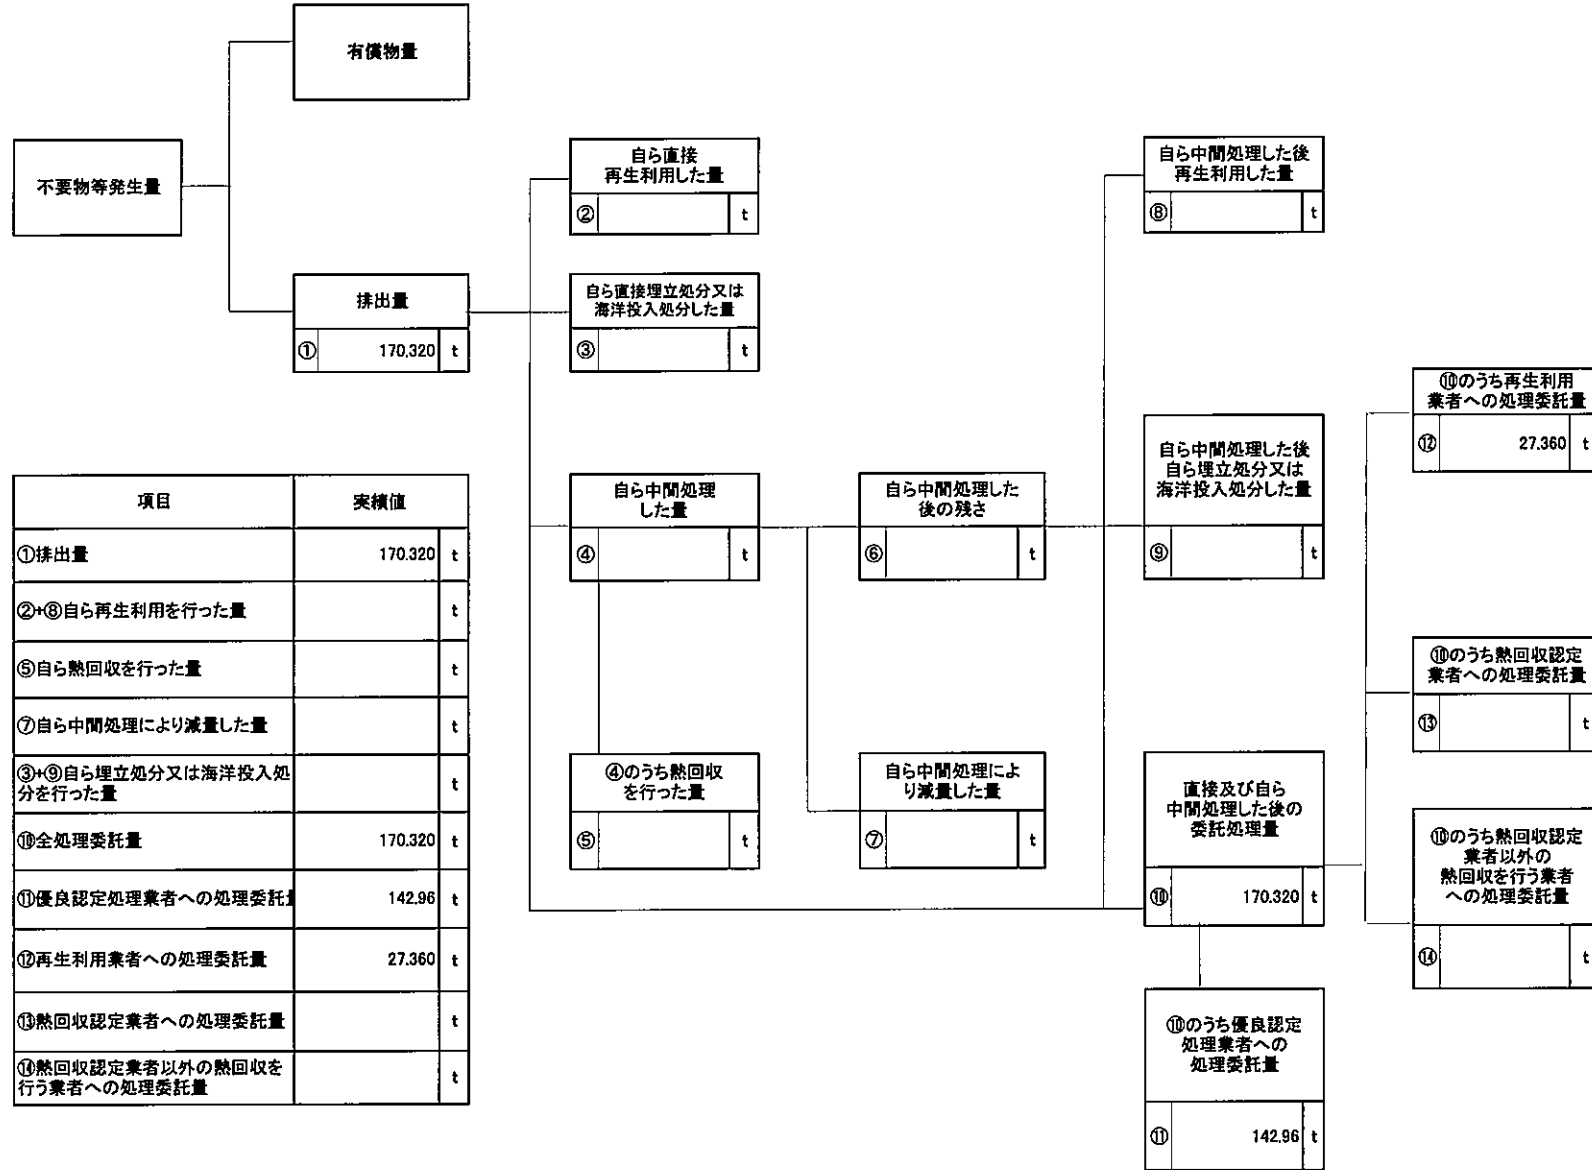 有償物量
不要物等発生量
排出量
① 170.320 t
自ら直接
再生利用した量
② t
自ら直接埋立処分又は
海洋投入処分した量
③ t
自ら中間処理
した量
④ t
④のうち熱回収
を行った量
⑤ t
自ら中間処理した
後の残さ
⑥ t
自ら中間処理によ
り減量した量
⑦ t
自ら中間処理した後
再生利用した量
⑧ t
自ら中間処理した後
自ら埋立処分又は
海洋投入処分した量
⑨ t
直接及び自ら
中間処理した後の
委託処理量
⑩ 170.320 t
⑩のうち優良認定
処理業者への
処理委託量
⑪ 142.96 t
⑩のうち再生利用
業者への処理委託量
⑫ 27.360 t
⑩のうち熱回収認定
業者への処理委託量
⑬ t
⑩のうち熱回収認定
業者以外の
熱回収を行う業者
への処理委託量
⑭ t
項目 実績値
①排出量 170.320 t
②+⑧自ら再生利用を行った量 t
⑤自ら熱回収を行った量 t
⑦自ら中間処理により減量した量 t
③+⑨自ら埋立処分又は海洋投入処
分を行った量 t
⑩全処理委託量 170.320 t
⑪優良認定処理業者への処理委託 142.96 t
⑫再生利用業者への処理委託量 27.360 t
⑬熱回収認定業者への処理委託量 t
⑭熱回収認定業者以外の熱回収を
行う業者への処理委託量 t